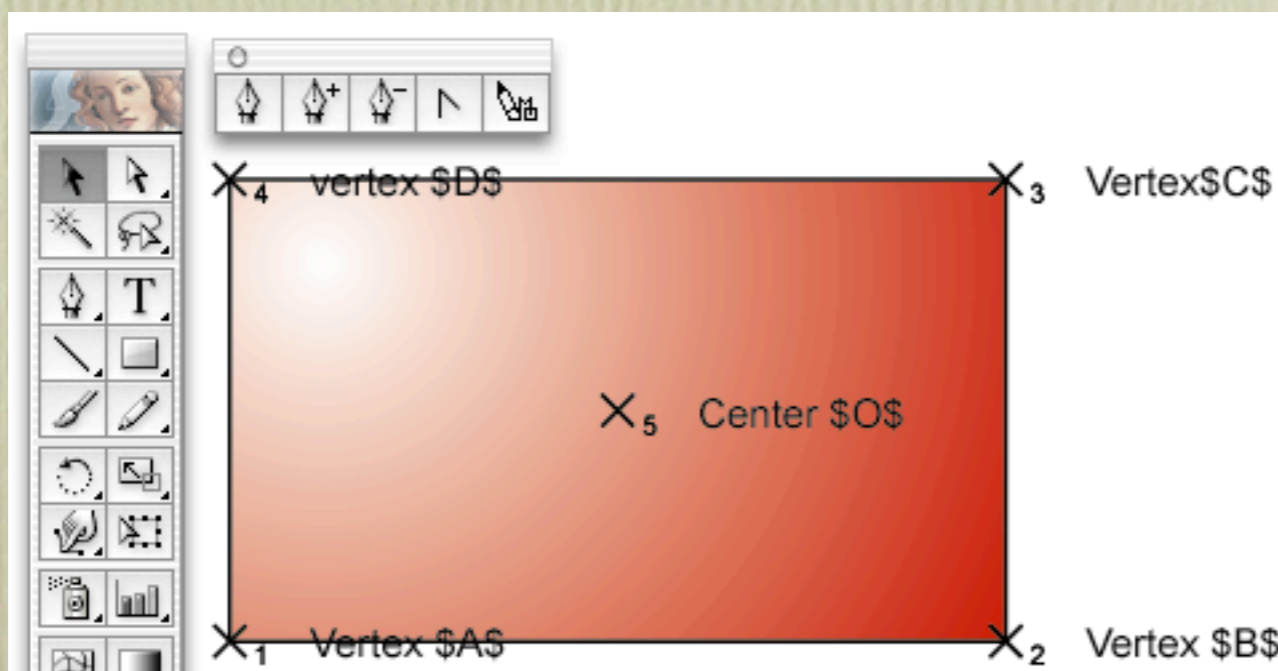 4 vertex $D$
3 Vertex$C$
T
5 Center $O$
1 Vertex $A$
2 Vertex $B$